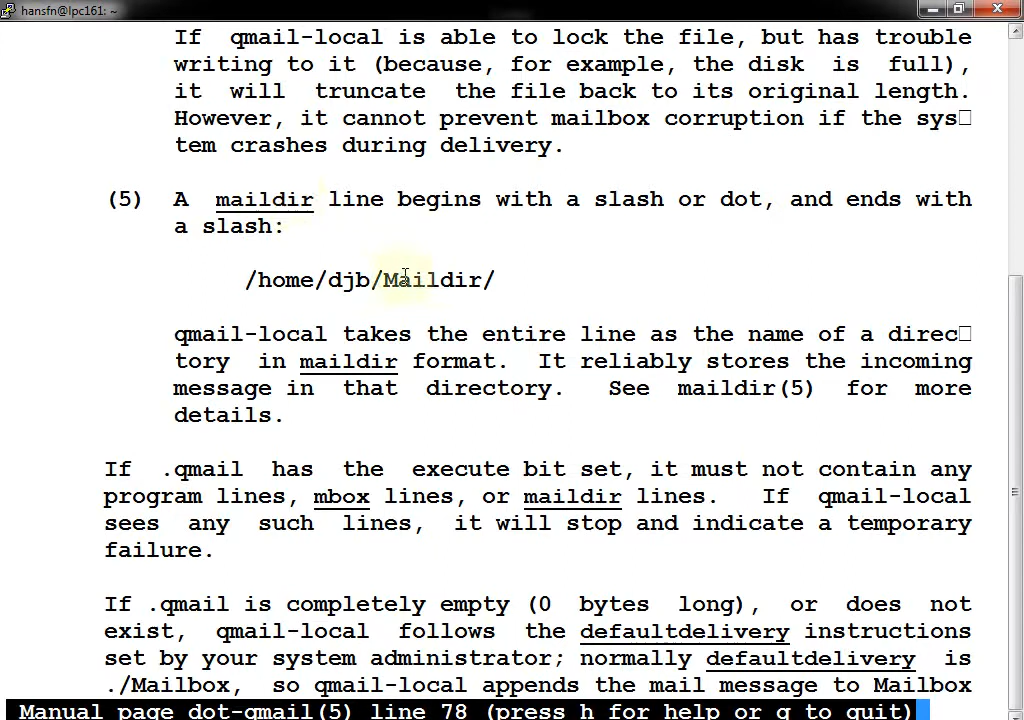 hansfn@lpc161: ~
If qmail-local is able to lock the file, but has trouble
writing to it (because, for example, the disk is full),
it will truncate the file back to its original length.
However, it cannot prevent mailbox corruption if the sys□
tem crashes during delivery.
(5) A maildir line begins with a slash or dot, and ends with
a slash:
/home/djb/Maildir/
qmail-local takes the entire line as the name of a direc□
tory in maildir format. It reliably stores the incoming
message in that directory. See maildir(5) for more
details.
If .qmail has the execute bit set, it must not contain any
program lines, mbox lines, or maildir lines. If qmail-local
sees any such lines, it will stop and indicate a temporary
failure.
If .qmail is completely empty (0 bytes long), or does not
exist, qmail-local follows the defaultdelivery instructions
set by your system administrator; normally defaultdelivery is
./Mailbox, so qmail-local appends the mail message to Mailbox
Manual page dot-qmail(5) line 78 (press h for help or q to quit)